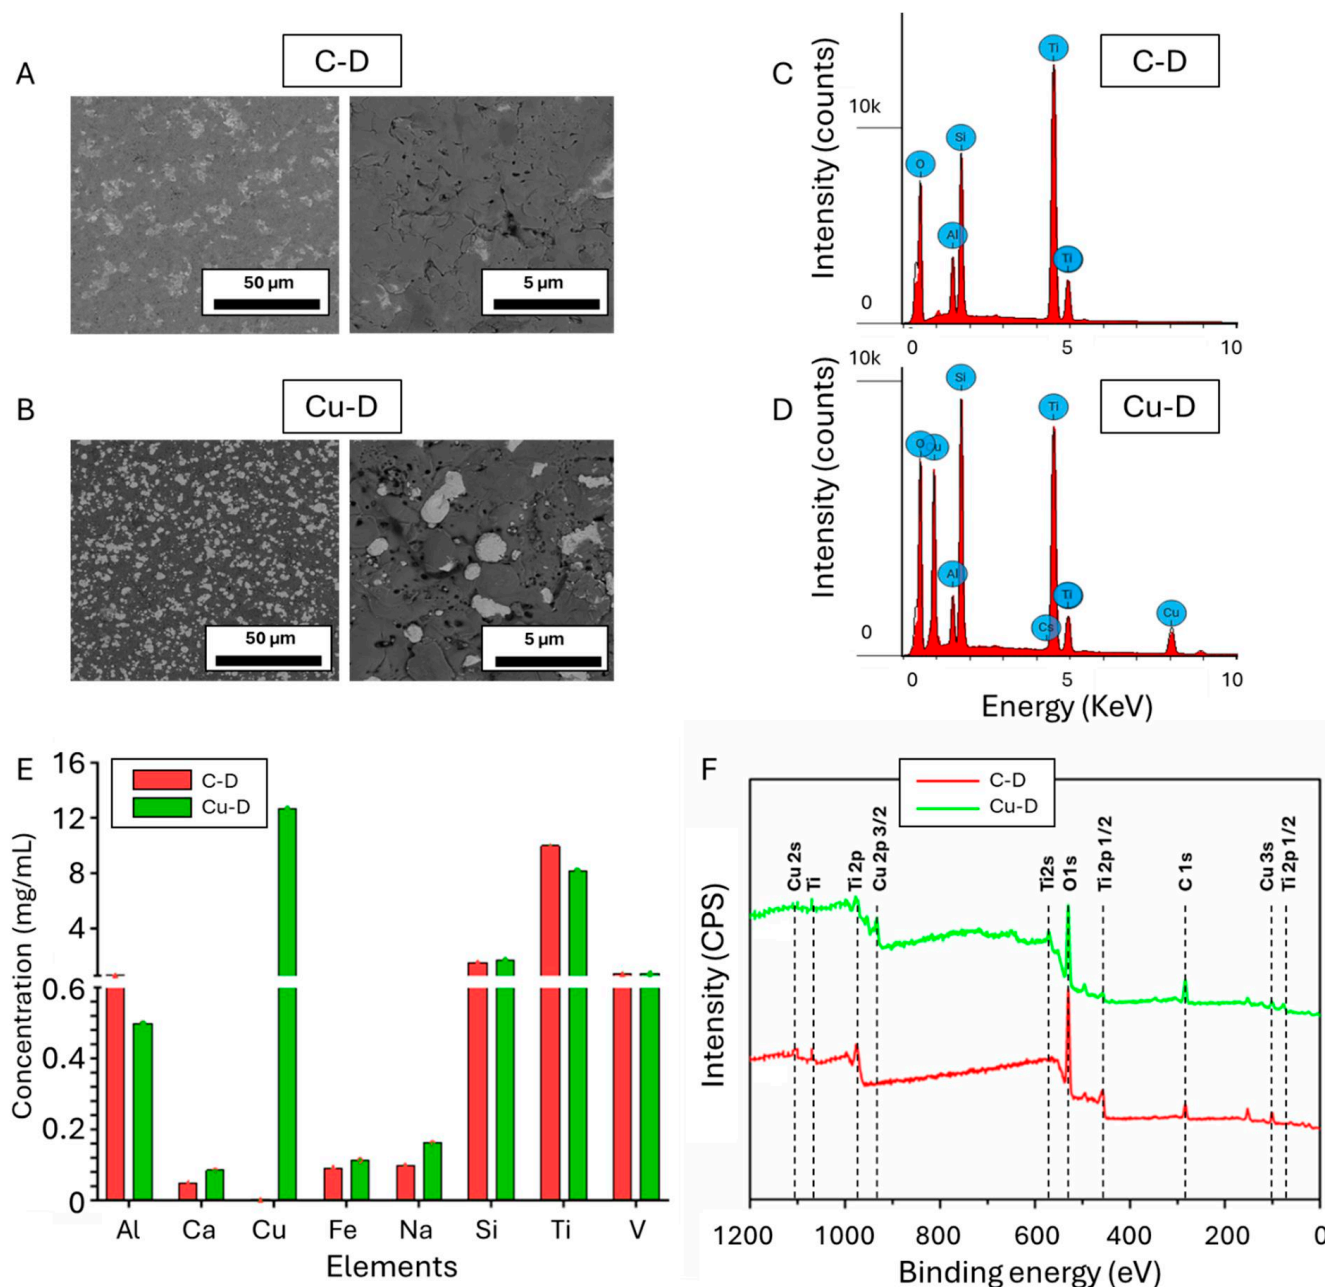 A
C-D
50 µm
5 µm
B
Cu-D
50 µm
5 µm
C
C-D
Intensity (counts)
10k
0
O
Al
Si
Ti
Ti
0
5
10
D
Cu-D
Intensity (counts)
10k
0
O
Cu
Al
Si
Cs
Ti
Ti
Cu
0
5
10
Energy (KeV)
E
C-D
Cu-D
Concentration (mg/mL)
16
12
8
4
0.6
0.4
0.2
0
Al
Ca
Cu
Fe
Na
Si
Ti
V
Elements
F
C-D
Cu-D
Intensity (CPS)
Cu 2s
Ti
Ti 2p
Cu 2p 3/2
Ti2s
O1s
Ti 2p 1/2
C 1s
Cu 3s
Ti 2p 1/2
1200
1000
800
600
400
200
0
Binding energy (eV)